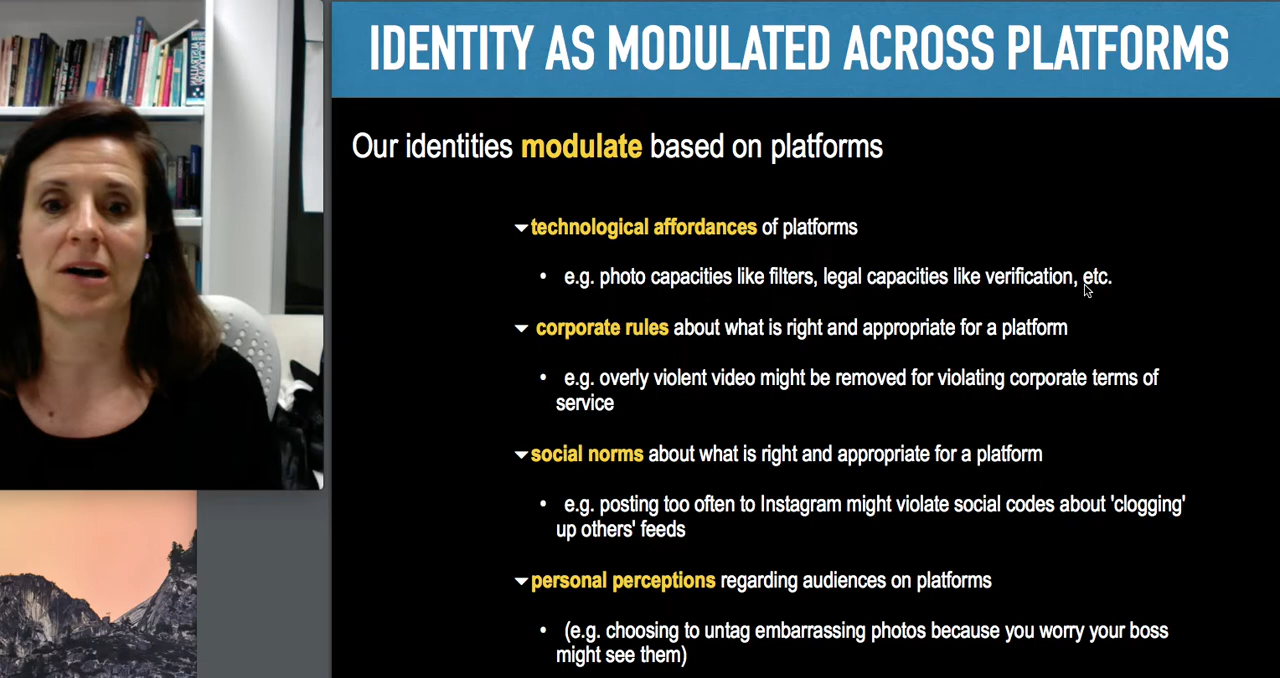 IDENTITY AS MODULATED ACROSS PLATFORMS
Our identities modulate based on platforms
technological affordances of platforms
• e.g. photo capacities like filters, legal capacities like verification, etc.
corporate rules about what is right and appropriate for a platform
• e.g. overly violent video might be removed for violating corporate terms of
service
social norms about what is right and appropriate for a platform
• e.g. posting too often to Instagram might violate social codes about 'clogging'
up others' feeds
personal perceptions regarding audiences on platforms
• (e.g. choosing to untag embarrassing photos because you worry your boss
might see them)